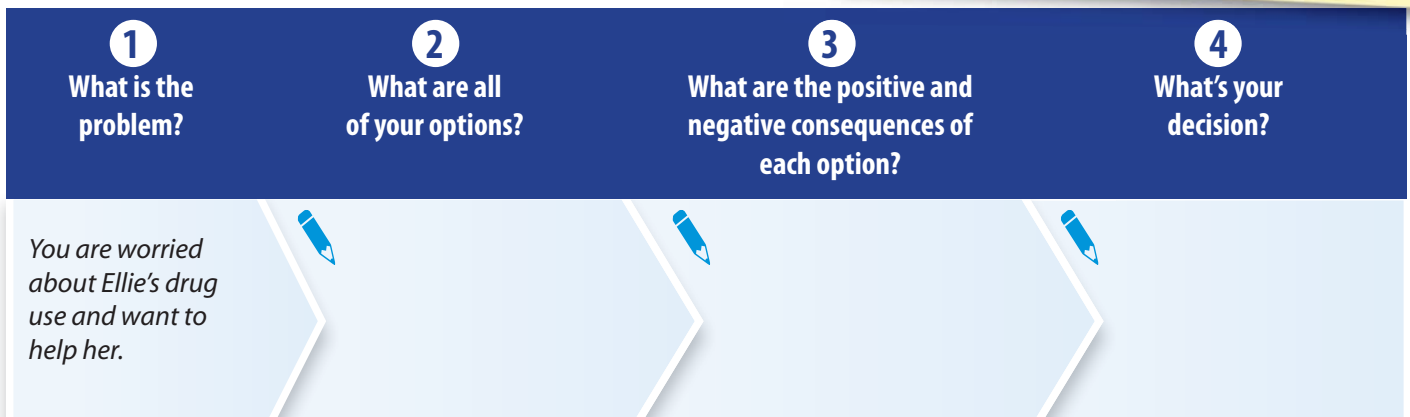 1
What is the
problem?
2
What are all
of your options?
3
What are the positive and
negative consequences of
each option?
4
What’s your
decision?
You are worried
about Ellie’s drug
use and want to
help her.